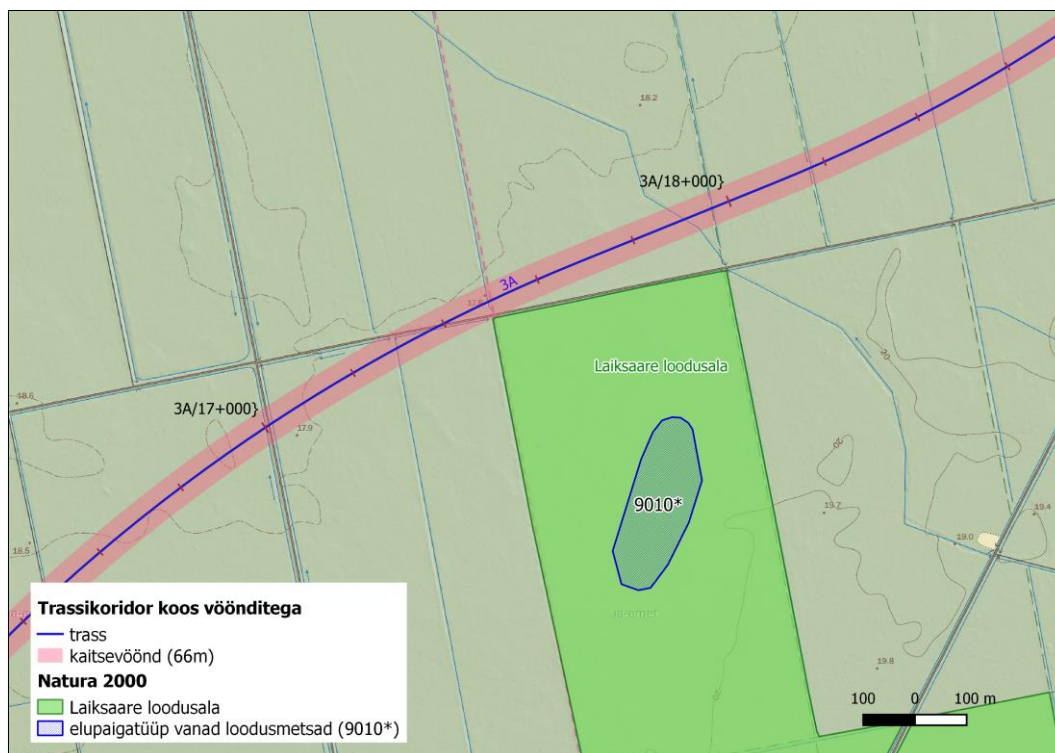 18.2
3A/18+000}
3A
17.8
Laiksaare loodusala
20
18.6
3A/17+000}
17.9
20
9010*
19.7
19.4
19.0
18.5
19.8
Trassikoridor koos vöönditega
trass
kaitsevöönd (66m)
Natura 2000
Laiksaare loodusala
elupaigatüüp vanad loodusmetsad (9010*)
100 0 100 m